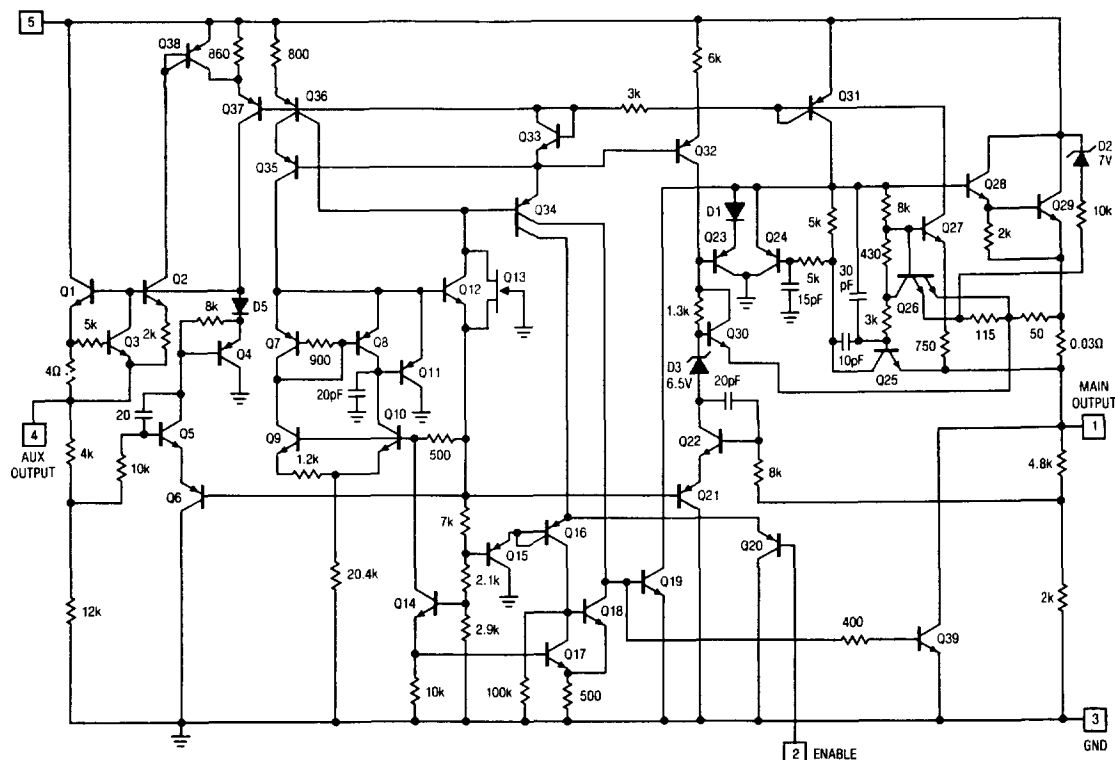 5
Q38
860
800
6k
Q37
Q36
3k
Q31
Q33
D2
7V
Q35
Q32
Q28
Q34
D1
5k
8k
Q27
Q29
10k
Q23
Q24
2k
430
Q1
Q2
Q12
Q13
5k
30
pF
8k
D5
15pF
Q26
5k
Q3
2k
1.3k
Q30
3k
115
50
Q7
900
Q8
Q4
4Ω
D3
6.5V
10pF
750
0.03Ω
20pF
Q11
20pF
Q25
MAIN
OUTPUT
20
Q10
1
4
Q5
Q9
500
Q22
AUX
OUTPUT
4k
10k
1.2k
8k
4.8k
Q6
Q21
7k
Q16
Q15
Q20
20.4k
2.1k
Q19
Q14
2k
12k
2.9k
Q18
400
Q39
Q17
10k
100k
500
3
GND
2 ENABLE